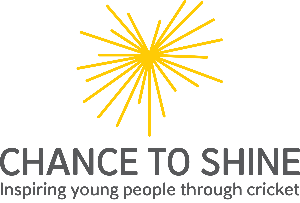 CHANCE TO SHINE
Inspiring young people through cricket